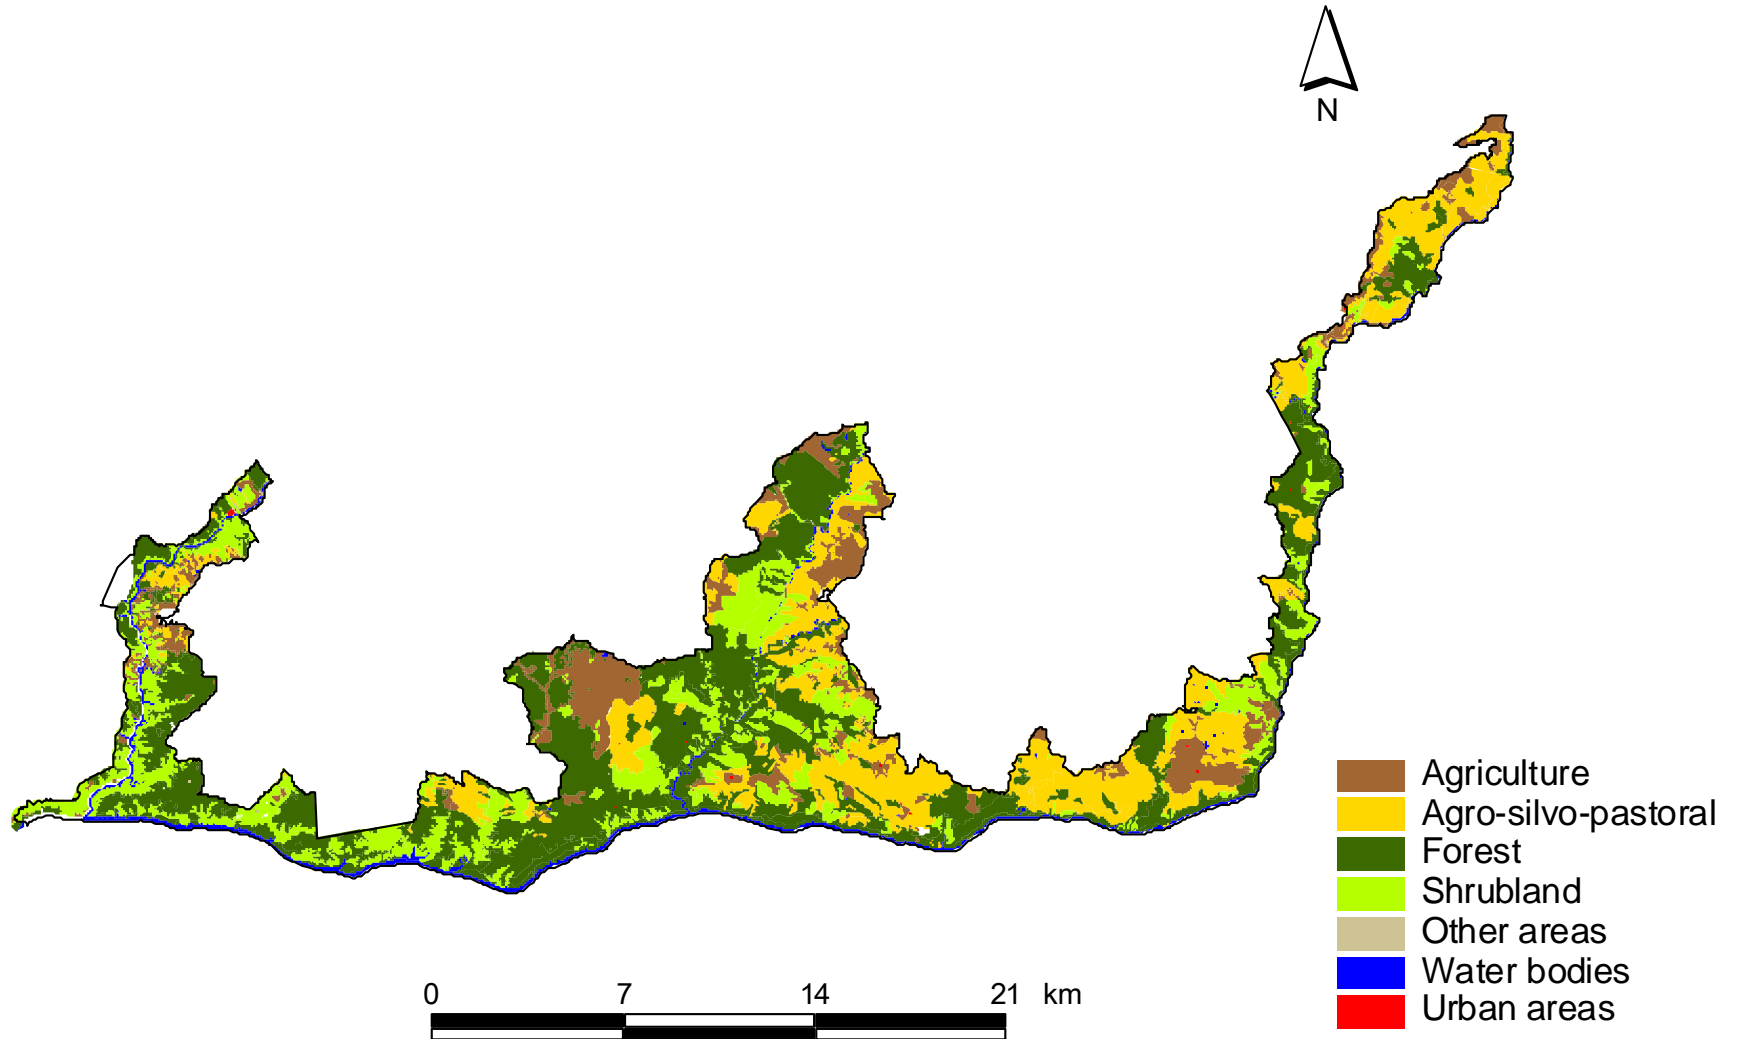 N
Agriculture
Agro-silvo-pastoral
Forest
Shrubland
Other areas
Water bodies
Urban areas
0 7 14 21 km